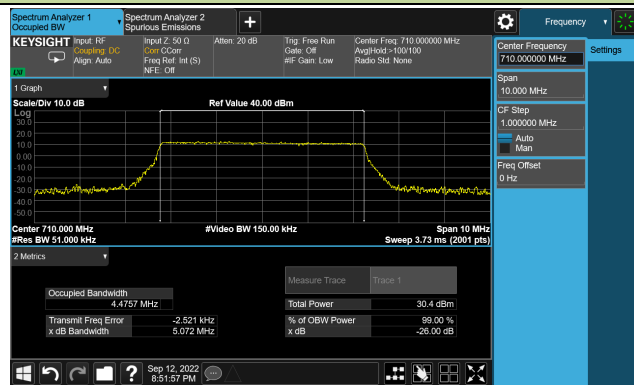 Spectrum Analyzer 1
Occupied BW
Spectrum Analyzer 2
Spurious Emissions
Frequency
KEYSIGHT
Input: RF
Coupling: DC
Align: Auto
Input Z: 50 Ω
Corr CCorr
Freq Ref: Int (S)
NFE: Off
Atten: 20 dB
Trig: Free Run
Gate: Off
#IF Gain: Low
Center Freq: 710.000000 MHz
Avg|Hold:>100/100
Radio Std: None
LXI
Center Frequency
710.000000 MHz
Settings
Span
10.000 MHz
CF Step
1.000000 MHz
Auto
Man
Freq Offset
0 Hz
1 Graph
Scale/Div 10.0 dB
Ref Value 40.00 dBm
Log
30.0
20.0
10.0
0.00
-10.0
-20.0
-30.0
-40.0
-50.0
Center 710.000 MHz
#Video BW 150.00 kHz
Span 10 MHz
#Res BW 51.000 kHz
Sweep 3.73 ms (2001 pts)
2 Metrics
Measure Trace
Trace 1
Occupied Bandwidth
4.4757 MHz
Total Power
30.4 dBm
Transmit Freq Error
-2.521 kHz
% of OBW Power
99.00 %
x dB Bandwidth
5.072 MHz
x dB
-26.00 dB
Sep 12, 2022
8:51:57 PM